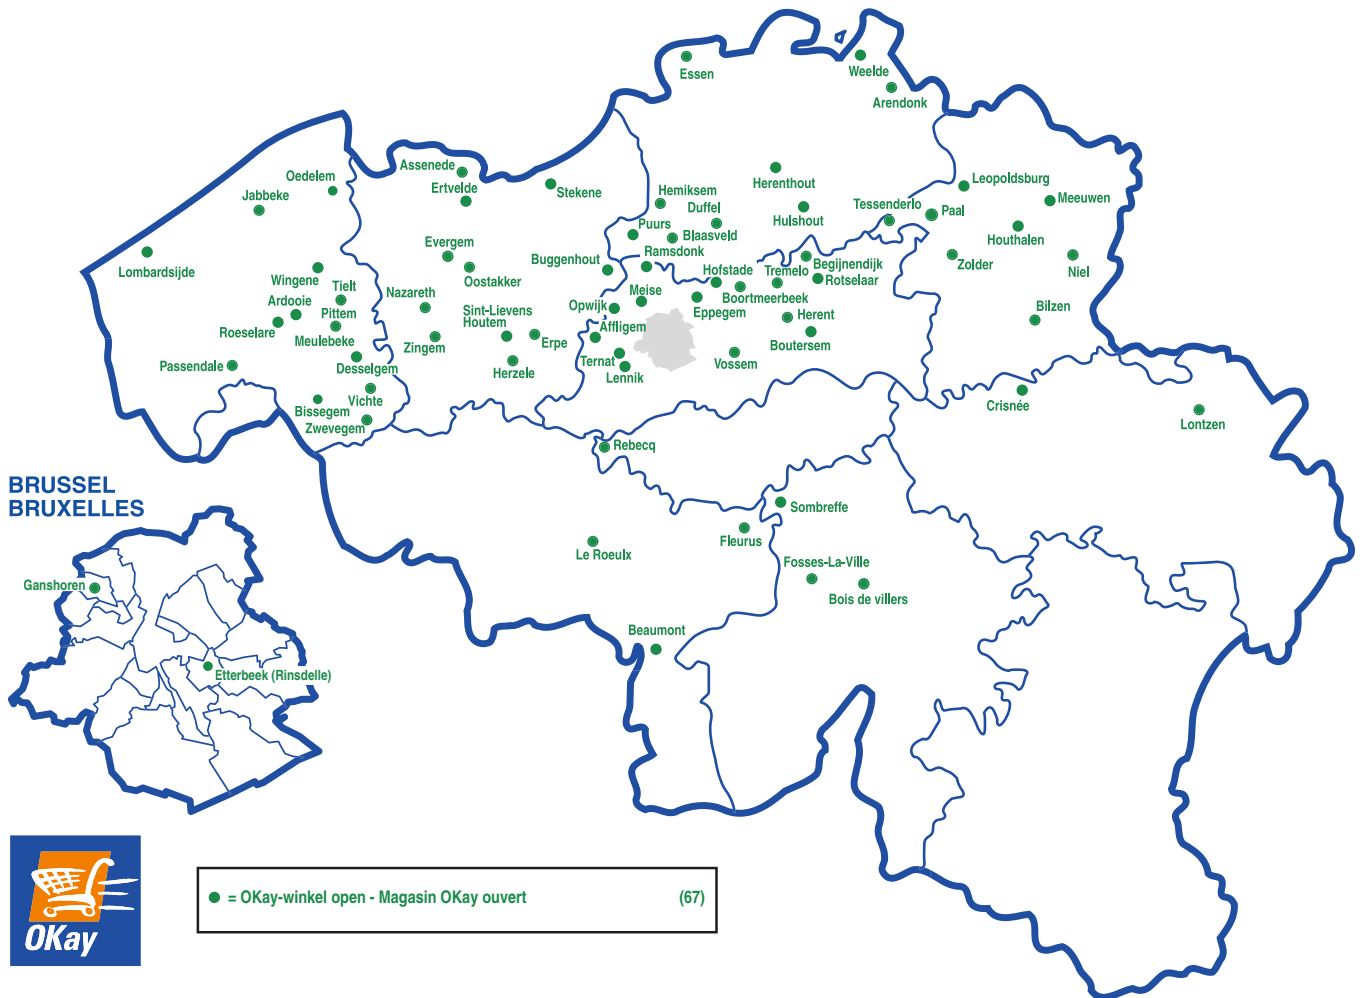 Essen
Weelde
Arendonk
Assenede
Ertvelde
Stekene
Oedelem
Jabbeke
Lombardsijde
Herenthout
Hemiksem
Duffel
Hulshout
Puurs
Blaasveld
Ramsdonk
Leopoldsburg
Tessenderlo
Paal
Meeuwen
Houthalen
Zolder
Niel
Bilzen
Evergem
Oostakker
Buggenhout
Hofstade
Tremelo
Begijnendijk
Rotselaar
Boortmeerbeek
Meise
Eppegem
Herent
Boutersem
Opwijk
Affligem
Ternat
Lennik
Vossem
Wingene
Tielt
Ardooie
Pittem
Roeselare
Meulebeke
Nazareth
Zingem
Sint-Lievens
Houtem
Erpe
Herzele
Passendale
Desselgem
Vichte
Bissegem
Zwevegem
Crisnée
Lontzen
Rebecq
Sombreffe
Fleurus
Le Roeulx
Fosses-La-Ville
Bois de villers
Beaumont
BRUSSEL
BRUXELLES
Ganshoren
Etterbeek (Rinsdelle)
OKay
= OKay-winkel open - Magasin OKay ouvert (67)